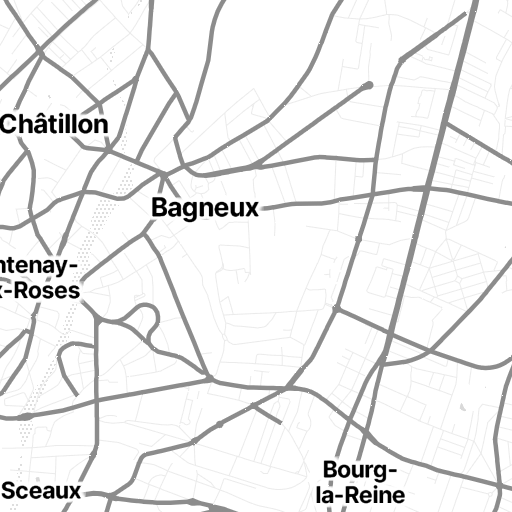 Châtillon
Bagneux
ntenay-
x-Roses
Bourg-
la-Reine
Sceaux